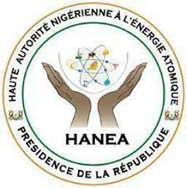 HAUTE AUTORITÉ NIGÉRIENNE À L'ÉNERGIE ATOMIQUE
HANEA
PRÉSIDENCE DE LA RÉPUBLIQUE